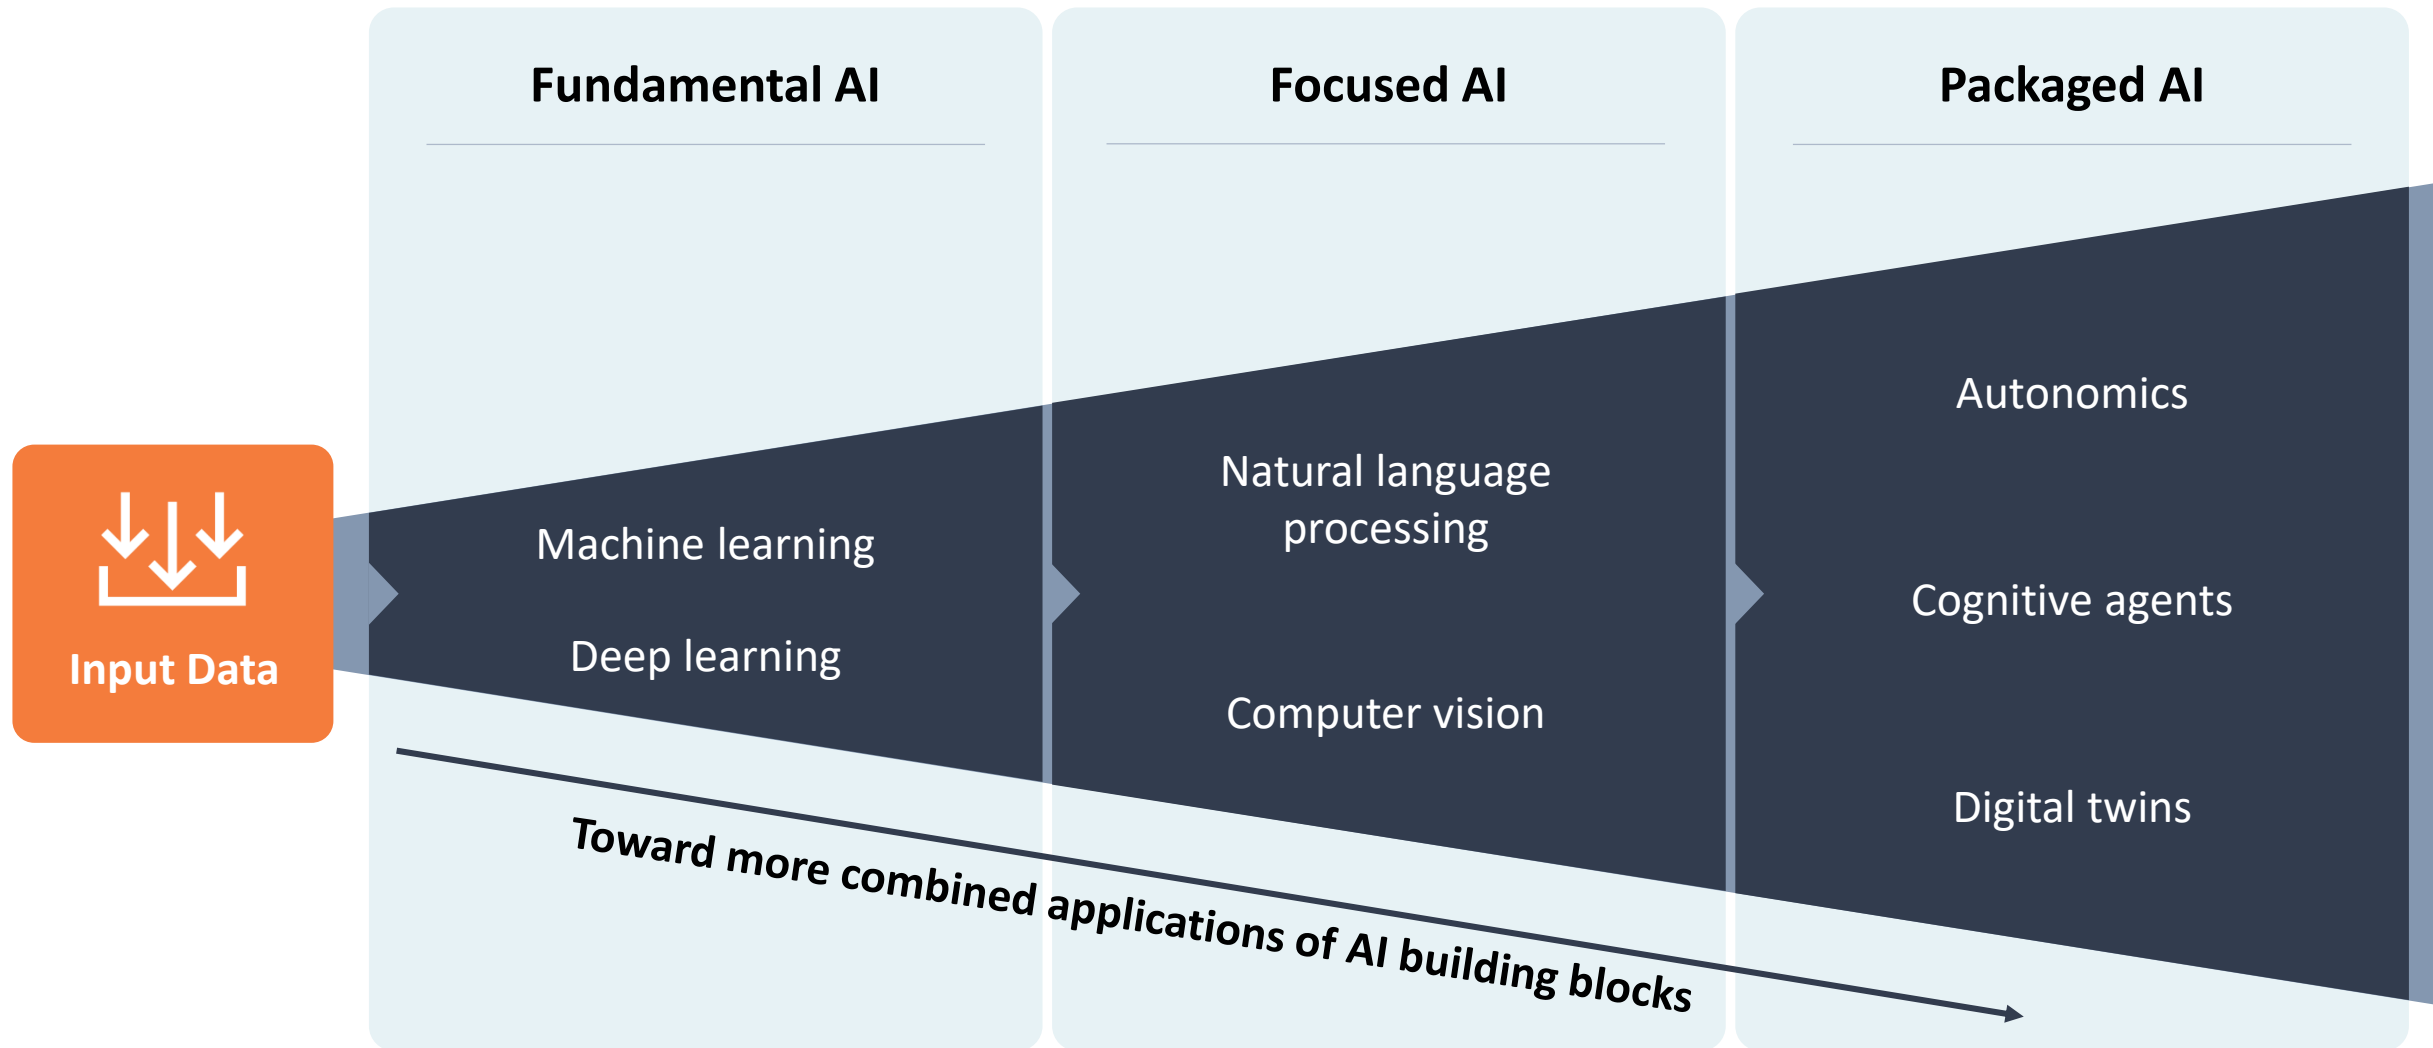 Fundamental AI
Focused AI
Packaged AI
Input Data
Machine learning
Deep learning
Natural language
processing
Computer vision
Autonomics
Cognitive agents
Digital twins
Toward more combined applications of AI building blocks